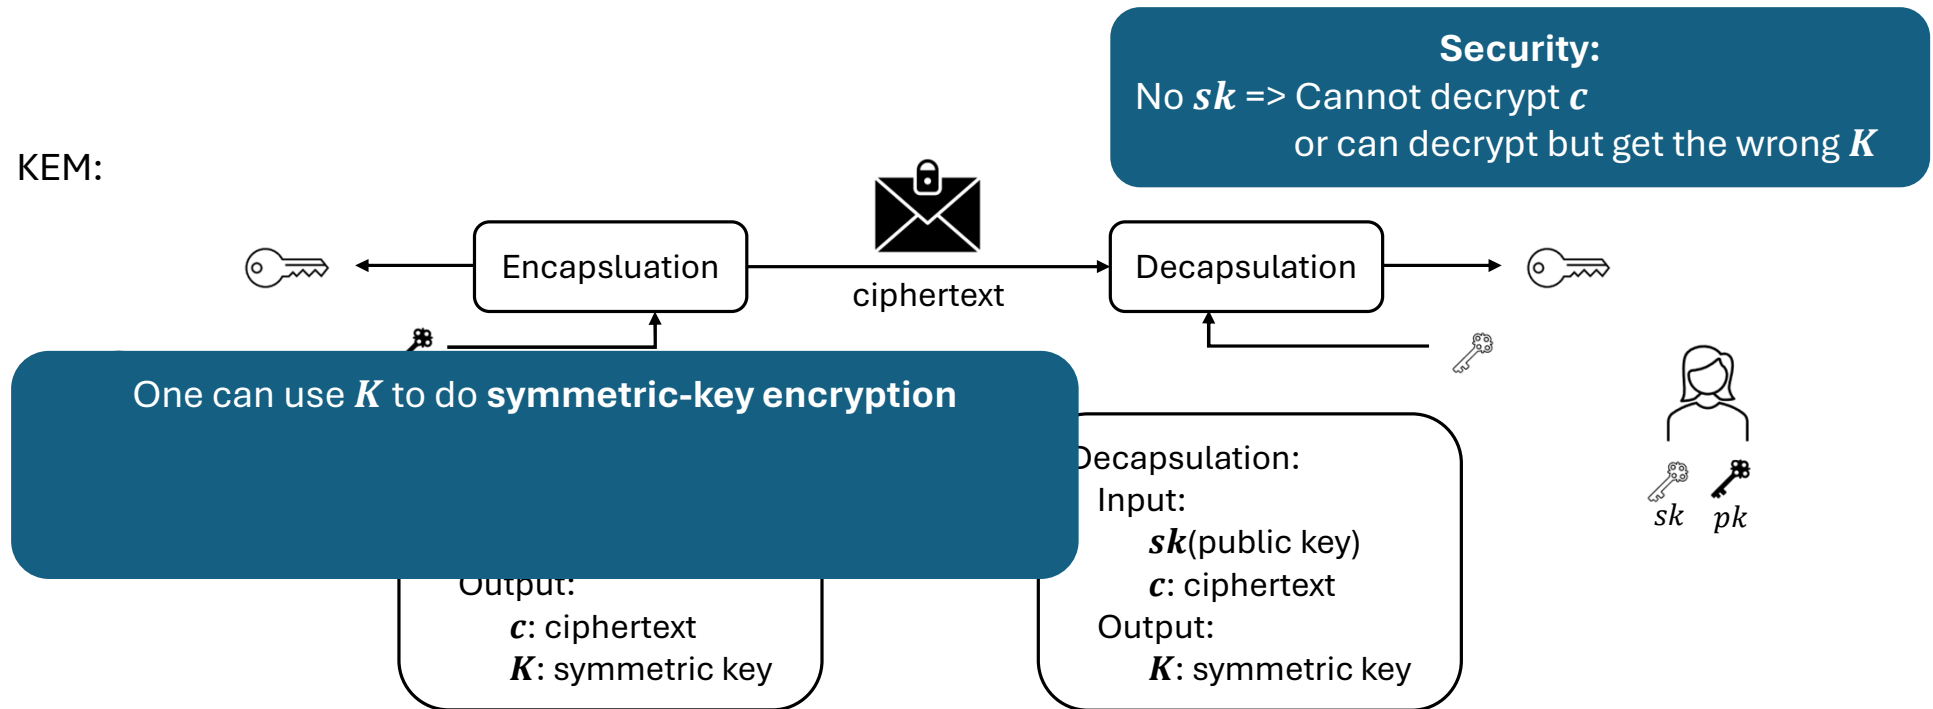 Security:
No sk => Cannot decrypt c
or can decrypt but get the wrong K
KEM:
Encapsluation
ciphertext
Decapsulation
One can use K to do symmetric-key encryption
Output:
c: ciphertext
K: symmetric key
Decapsulation:
Input:
sk(public key)
c: ciphertext
Output:
K: symmetric key
sk pk